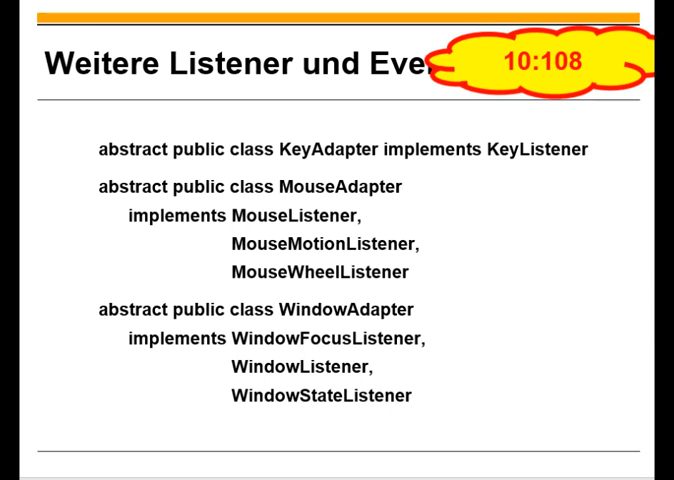 Weitere Listener und
10:108
abstract public class KeyAdapter implements KeyListener
abstract public class MouseAdapter
implements MouseListener,
MouseMotionListener,
MouseWheelListener
abstract public class WindowAdapter
implements WindowFocusListener,
WindowListener,
WindowStateListener